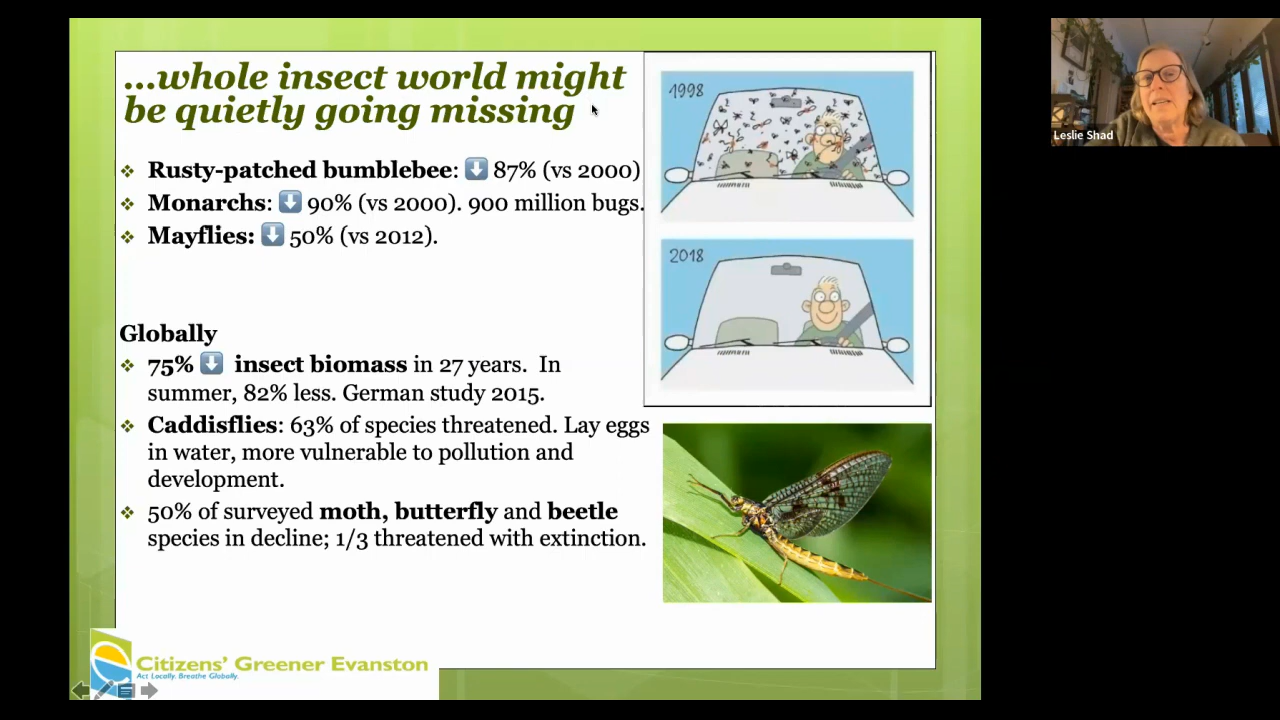 ...whole insect world might
be quietly going missing
❖ Rusty-patched bumblebee: ⬇ 87% (vs 2000)
❖ Monarchs: ⬇ 90% (vs 2000). 900 million bugs.
❖ Mayflies: ⬇ 50% (vs 2012).
Globally
❖ 75% ⬇ insect biomass in 27 years. In
summer, 82% less. German study 2015.
❖ Caddisflies: 63% of species threatened. Lay eggs
in water, more vulnerable to pollution and
development.
❖ 50% of surveyed moth, butterfly and beetle
species in decline; 1/3 threatened with extinction.
1998
2018
Citizens' Greener Evanston
Act Locally. Breathe Globally.
Leslie Shad